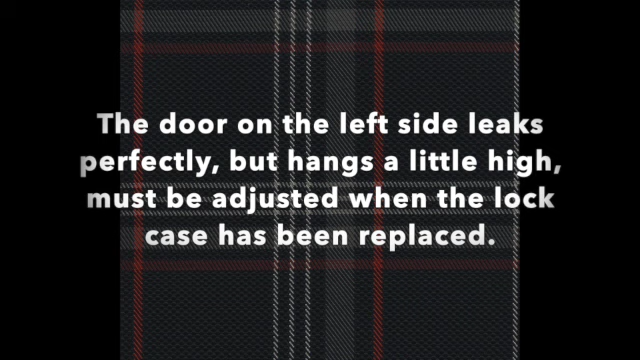 The door on the left side leaks
perfectly, but hangs a little high,
must be adjusted when the lock
case has been replaced.